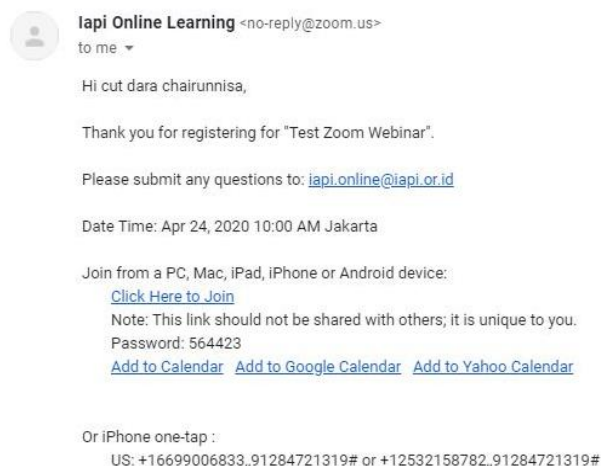 Iapi Online Learning <no-reply@zoom.us>
to me
Hi cut dara chairunnisa,
Thank you for registering for "Test Zoom Webinar".
Please submit any questions to: iapi.online@iapi.or.id
Date Time: Apr 24, 2020 10:00 AM Jakarta
Join from a PC, Mac, iPad, iPhone or Android device:
Click Here to Join
Note: This link should not be shared with others; it is unique to you.
Password: 564423
Add to Calendar Add to Google Calendar Add to Yahoo Calendar
Or iPhone one-tap :
US: +16699006833,,91284721319# or +12532158782,,91284721319#